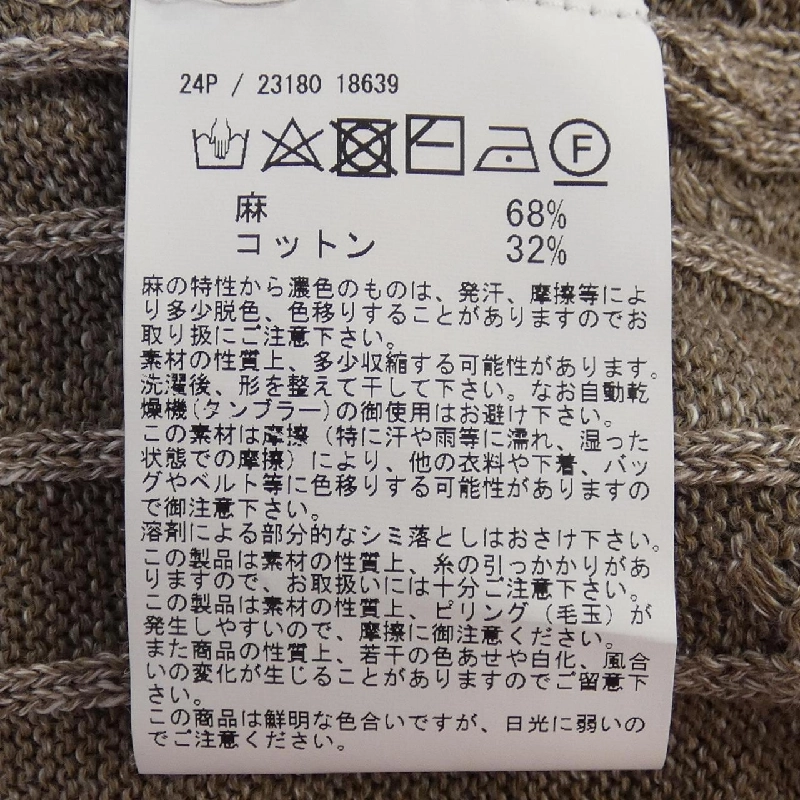 24P / 23180 18639
F
麻 68%
コットン 32%
麻の特性から濃色のものは、発汗、摩擦等によ
り多少脱色、色移りすることがありますのでお
取り扱にご注意下さい。
素材の性質上、多少収縮する可能性があります。
洗濯後、形を整えて干して下さい。なお自動乾
燥機(タンブラー)の御使用はお避け下さい。
この素材は摩擦（特に汗や雨等に濡れ、湿った
状態での摩擦）により、他の衣料や下着、バッ
グやベルト等に色移りする可能性がありますの
で御注意下さい。
溶剤による部分的なシミ落としはおさけ下さい。
この製品は素材の性質上、糸の引っかかりがあ
りますので、お取扱いには十分ご注意下さい。
この製品は素材の性質上、ピリング（毛玉）が
発生しやすいので、摩擦に御注意ください。
また商品の性質上、若干の色あせや白化、風合
いの変化が生じることがありますのでご留意下
さい。
この商品は鮮明な色合いですが、日光に弱いの
でご注意ください。